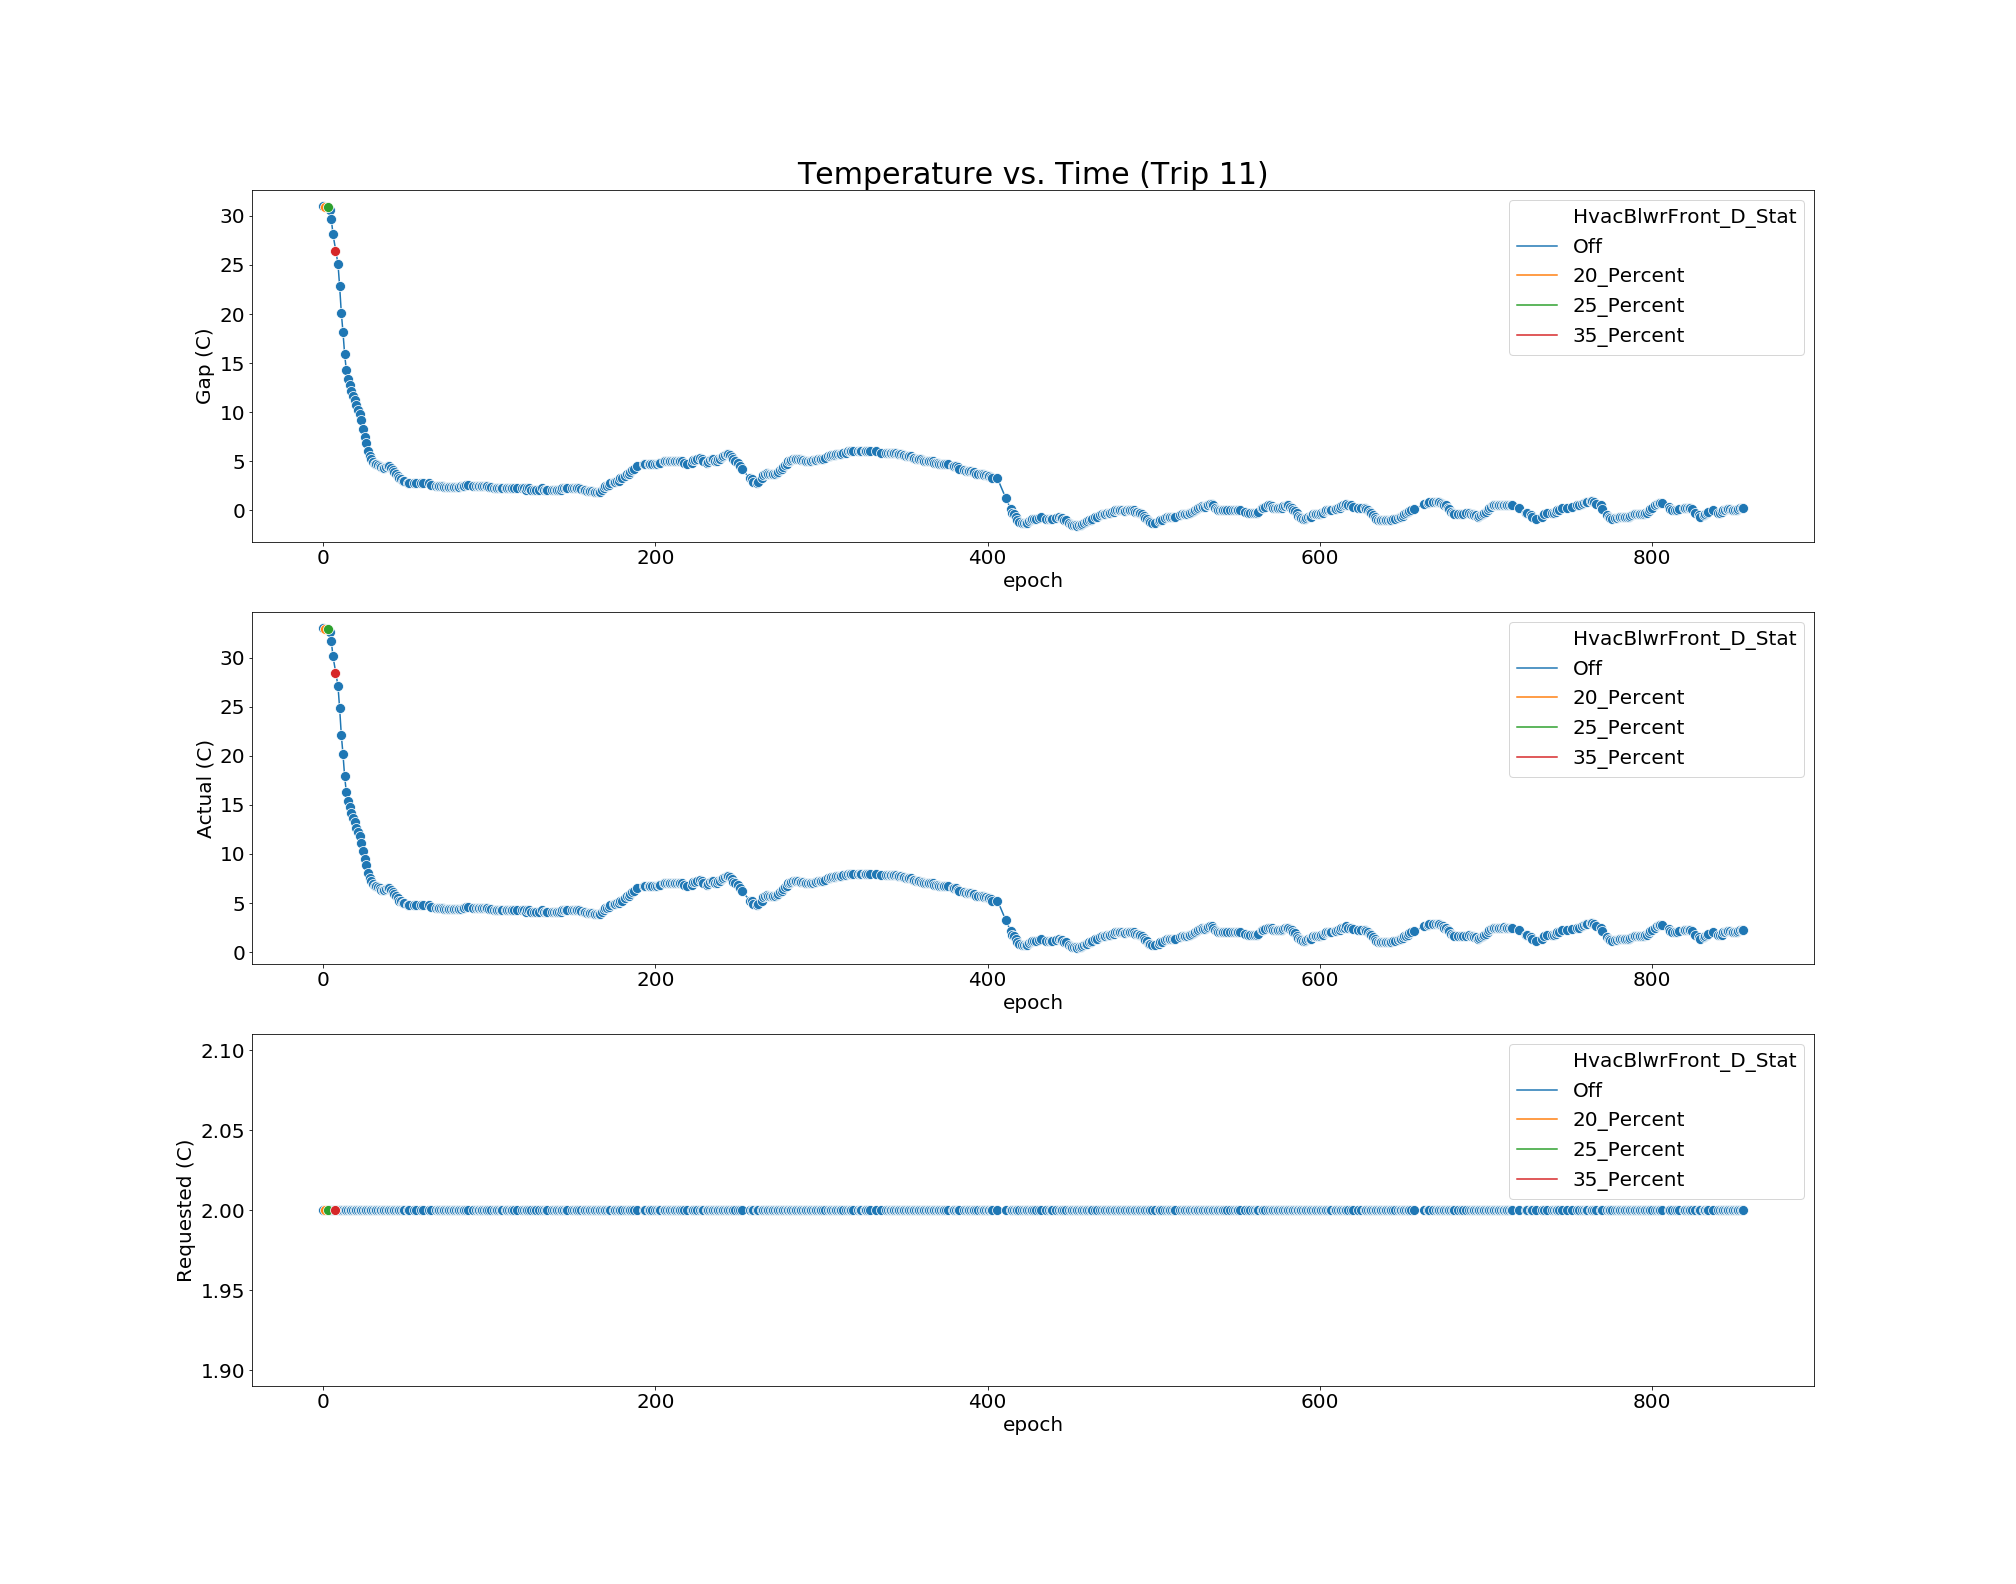 Temperature vs. Time (Trip 11)
Gap (C)
30
25
20
15
10
5
0
HvacBlwrFront_D_Stat
Off
20_Percent
25_Percent
35_Percent
0 200 400 600 800
epoch
Actual (C)
30
25
20
15
10
5
0
HvacBlwrFront_D_Stat
Off
20_Percent
25_Percent
35_Percent
0 200 400 600 800
epoch
Requested (C)
2.10
2.05
2.00
1.95
1.90
HvacBlwrFront_D_Stat
Off
20_Percent
25_Percent
35_Percent
0 200 400 600 800
epoch